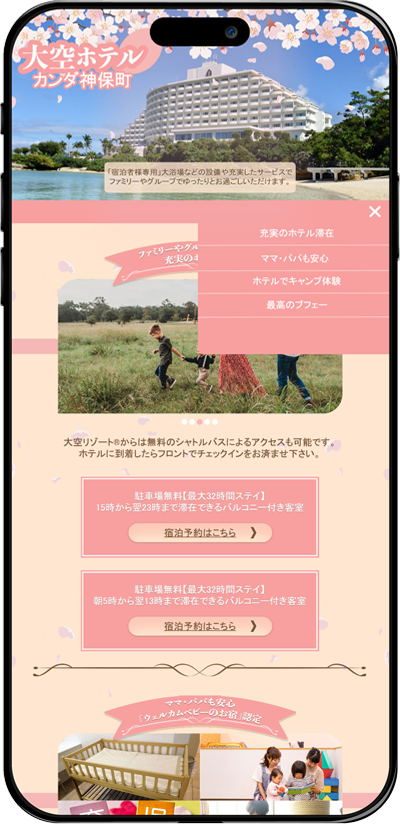 大空ホテル
カンダ神保町
「宿泊者様専用」大浴場などの設備や充実したサービスで
ファミリーやグループでゆったりとお過ごしいただけます。
×
充実のホテル滞在
ママ・パパも安心
ホテルでキャンプ体験
最高のブフェー
ファミリーやグル
充実の
大空リゾート®からは無料のシャトルバスによるアクセスも可能です。
ホテルに到着したらフロントでチェックインをお済ませ下さい。
駐車場無料【最大32時間ステイ】
15時から翌23時まで滞在できるバルコニー付き客室
宿泊予約はこちら ❯
駐車場無料【最大32時間ステイ】
朝5時から翌13時まで滞在できるバルコニー付き客室
宿泊予約はこちら ❯
ママ・パパも安心
「ウェルカムベビーのお宿」認定